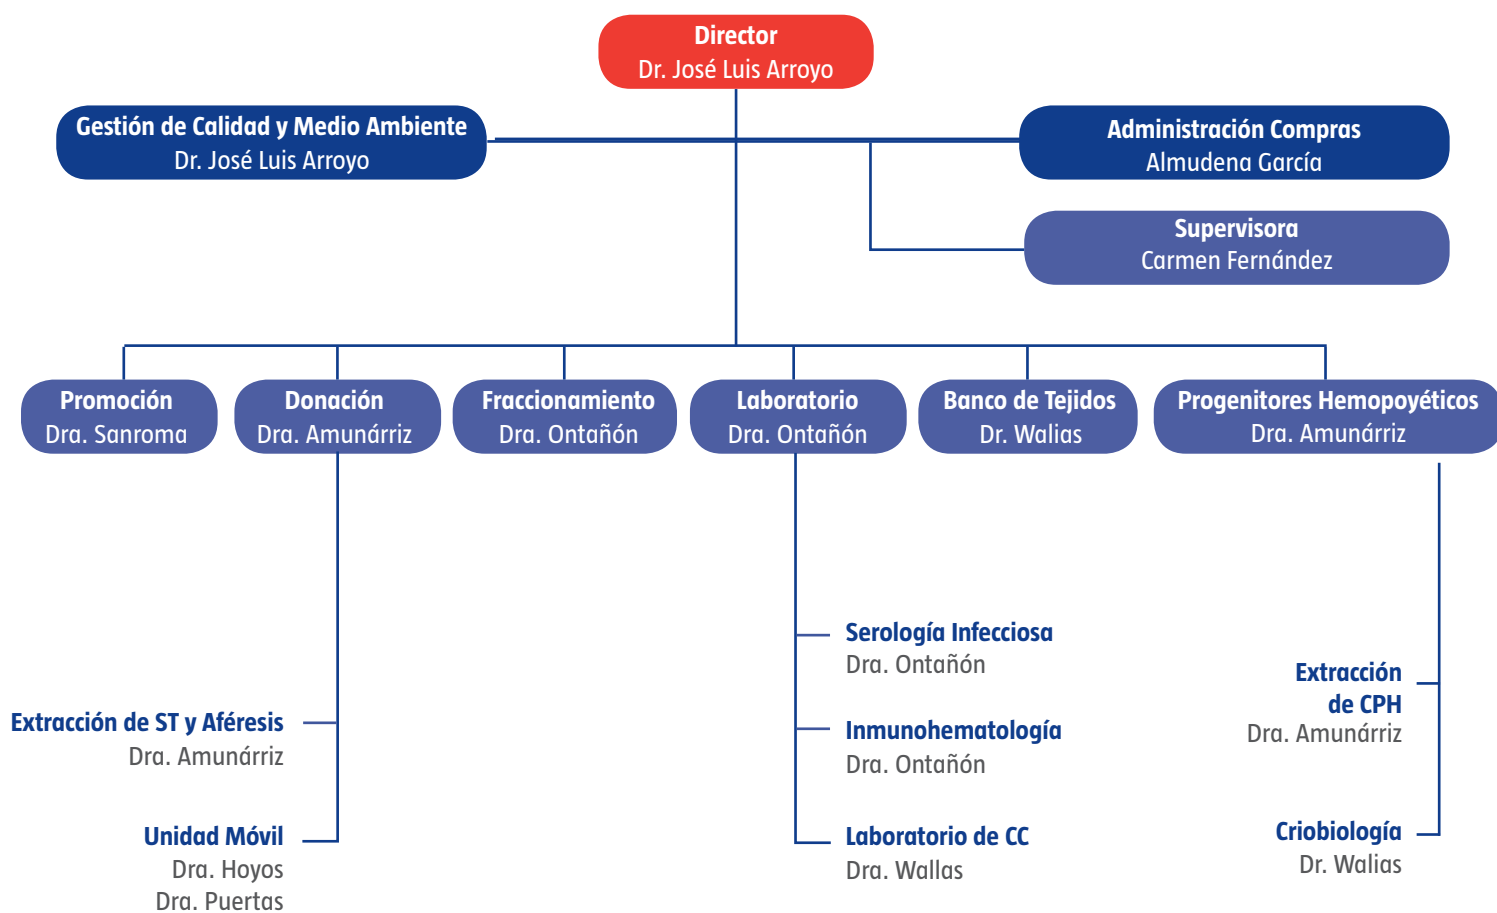 Director
Dr. José Luis Arroyo
Gestión de Calidad y Medio Ambiente
Dr. José Luis Arroyo
Administración Compras
Almudena García
Supervisora
Carmen Fernández
Promoción
Dra. Sanroma
Donación
Dra. Amunárriz
Fraccionamiento
Dra. Ontañón
Laboratorio
Dra. Ontañón
Banco de Tejidos
Dr. Walias
Progenitores Hemopoyéticos
Dra. Amunárriz
Extracción de ST y Aféresis
Dra. Amunárriz
Unidad Móvil
Dra. Hoyos
Dra. Puertas
Serología Infecciosa
Dra. Ontañón
Inmunohematología
Dra. Ontañón
Laboratorio de CC
Dra. Wallas
Extracción
de CPH
Dra. Amunárriz
Criobiología
Dr. Walias